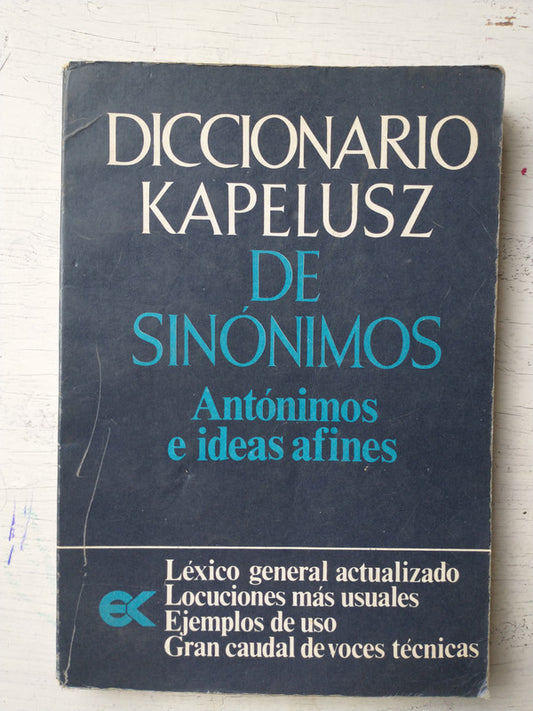 DICCIONARIO
KAPELUSZ
DE
SINÓNIMOS
Antónimos
e ideas afines
EK
Léxico general actualizado
Locuciones más usuales
Ejemplos de uso
Gran caudal de voces técnicas